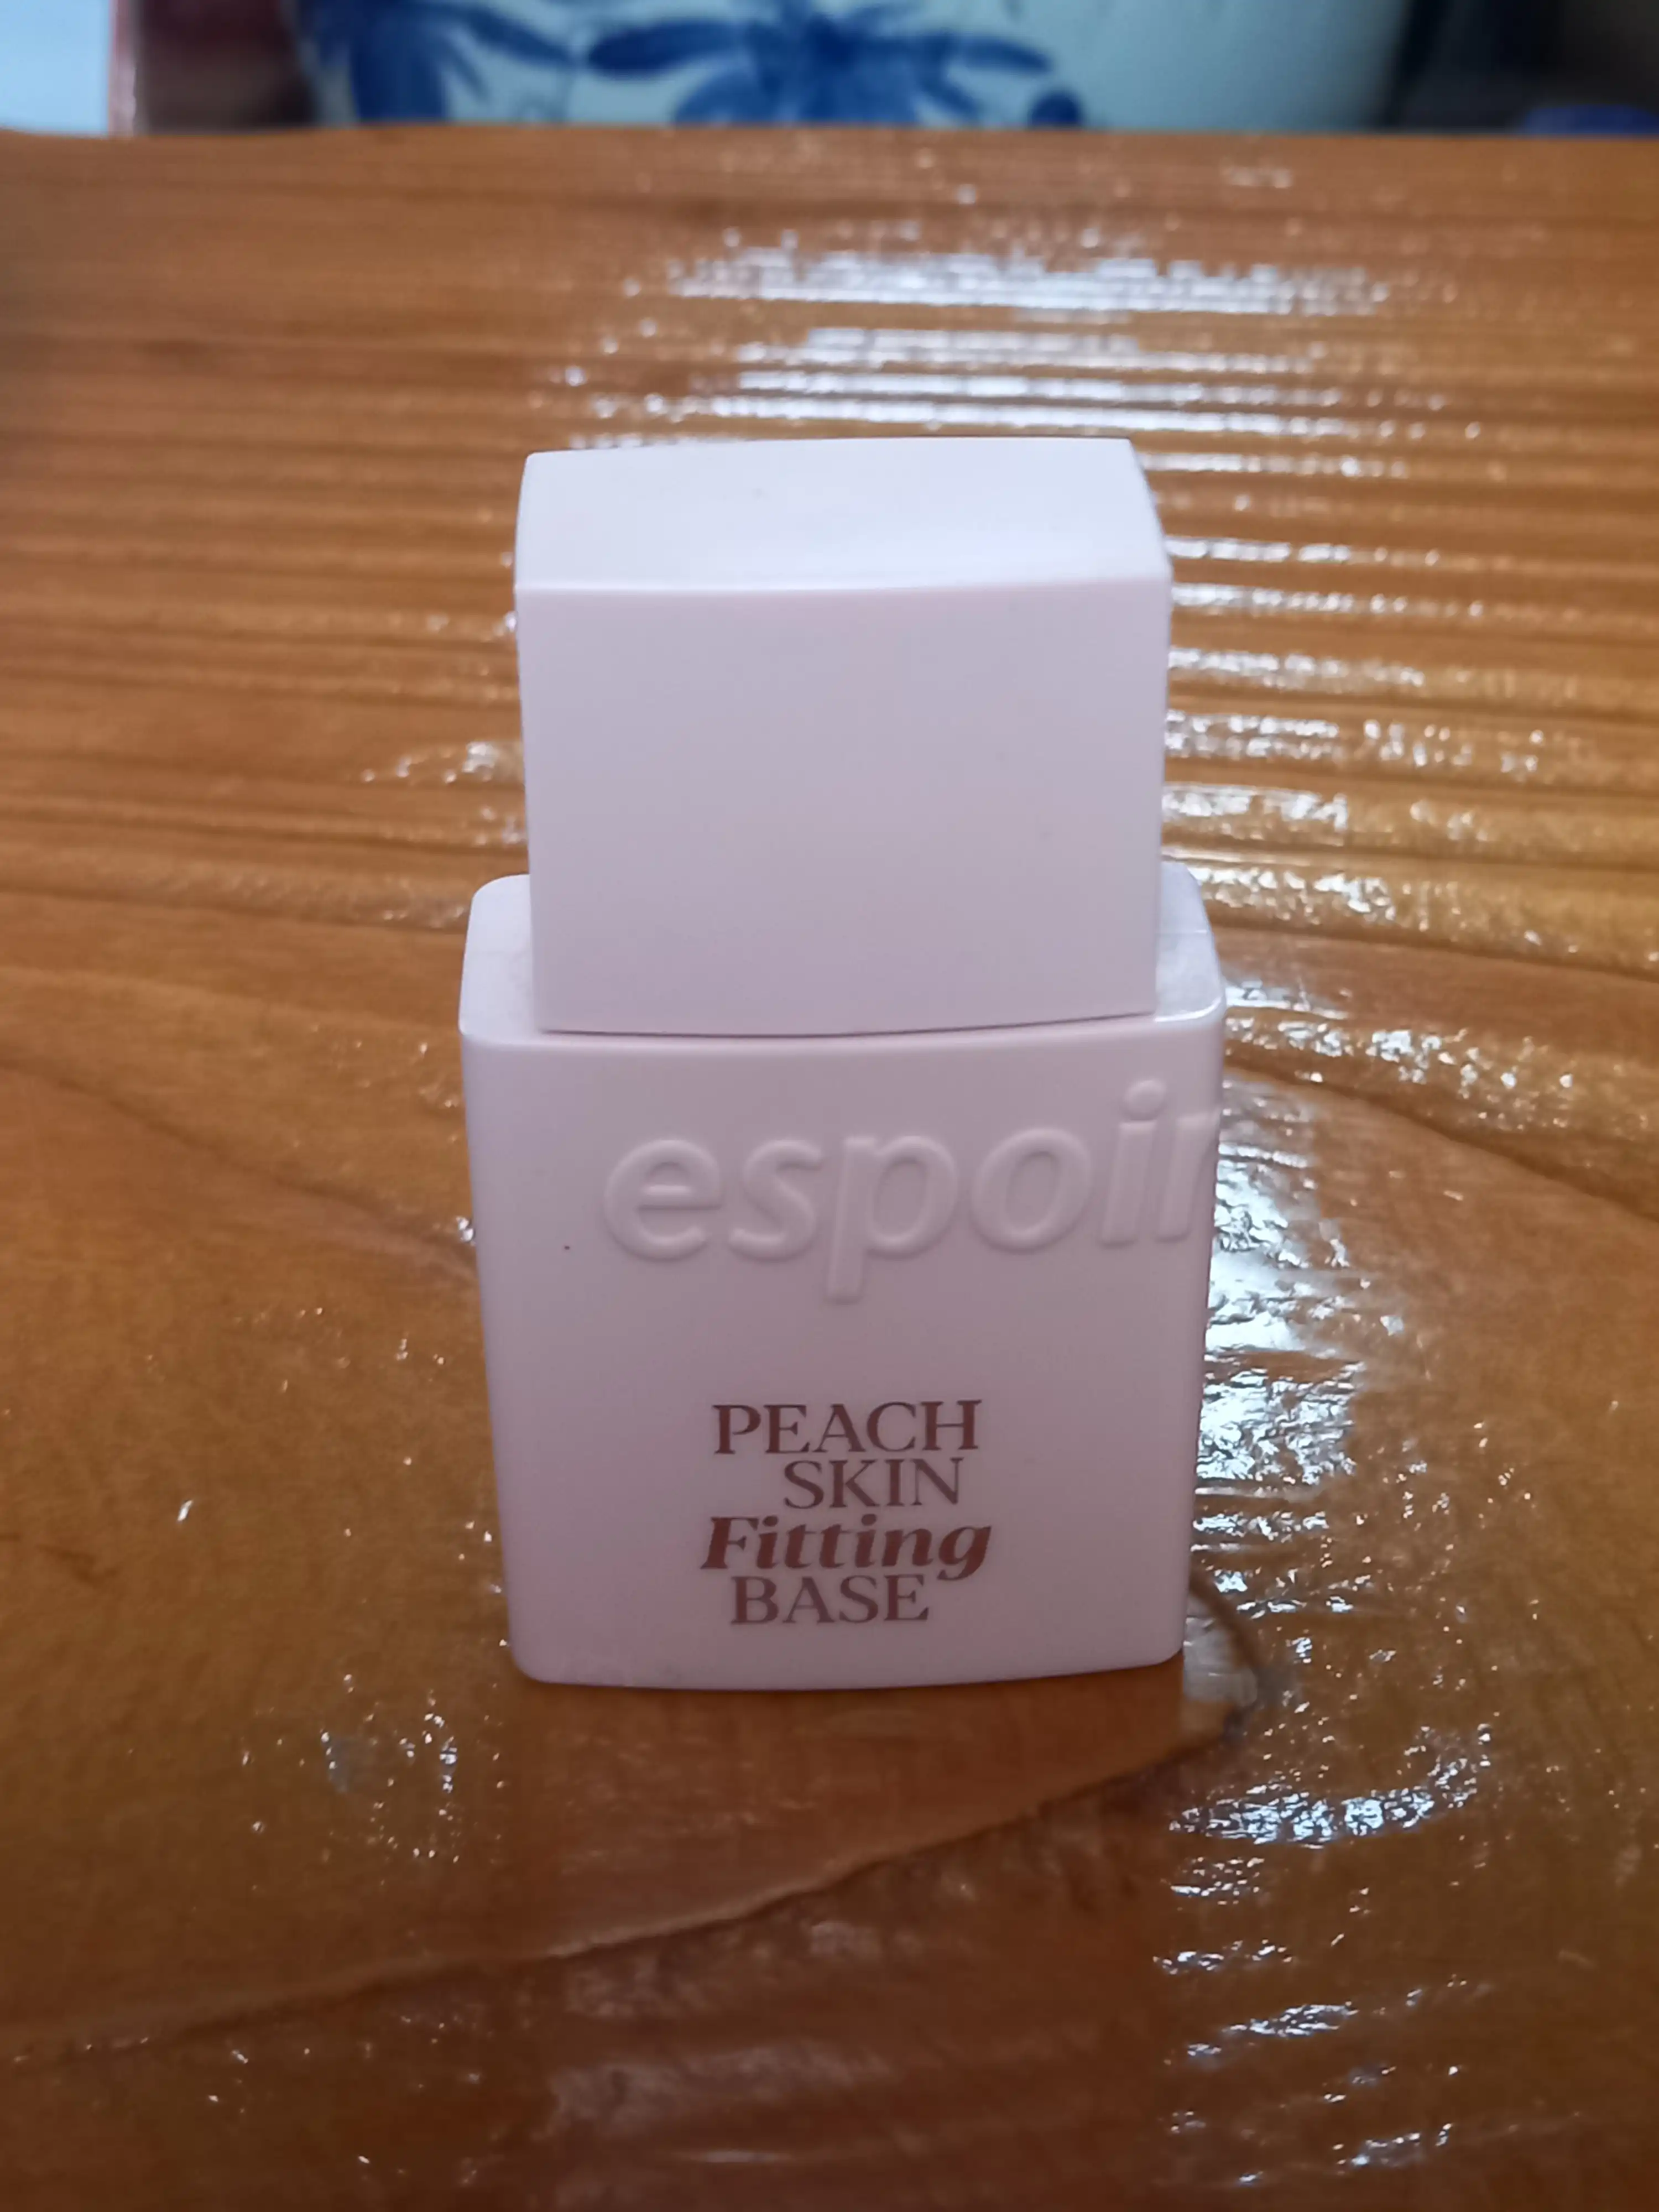 espoir
PEACH
SKIN
Fitting
BASE